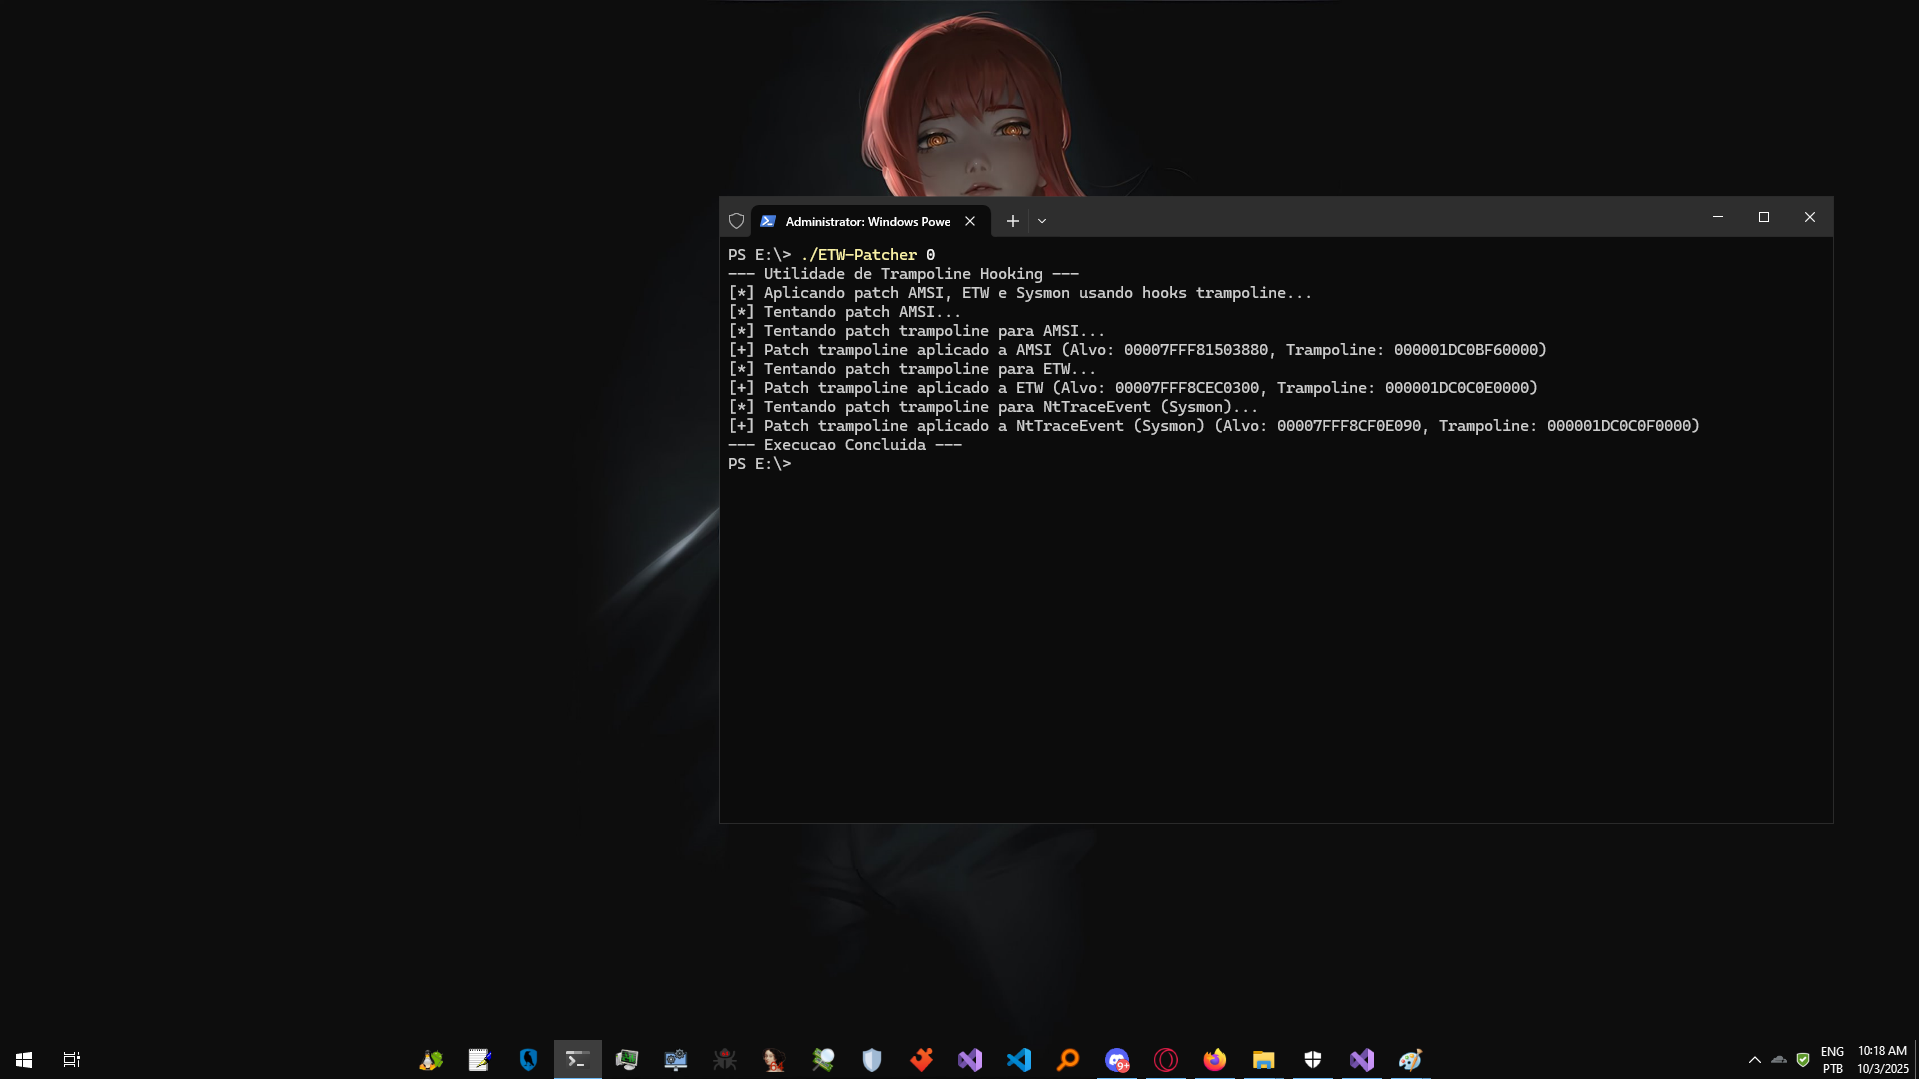 Administrator: Windows Powe
PS E:\> ./ETW-Patcher 0
--- Utilidade de Trampoline Hooking ---
[*] Aplicando patch AMSI, ETW e Sysmon usando hooks trampoline...
[*] Tentando patch AMSI...
[*] Tentando patch trampoline para AMSI...
[+] Patch trampoline aplicado a AMSI (Alvo: 00007FFF81503880, Trampoline: 000001DC0BF60000)
[*] Tentando patch trampoline para ETW...
[+] Patch trampoline aplicado a ETW (Alvo: 00007FFF8CEC0300, Trampoline: 000001DC0C0E0000)
[*] Tentando patch trampoline para NtTraceEvent (Sysmon)...
[+] Patch trampoline aplicado a NtTraceEvent (Sysmon) (Alvo: 00007FFF8CF0E090, Trampoline: 000001DC0C0F0000)
--- Execucao Concluida ---
PS E:\>
9+
ENG 10:18 AM
PTB 10/3/2025